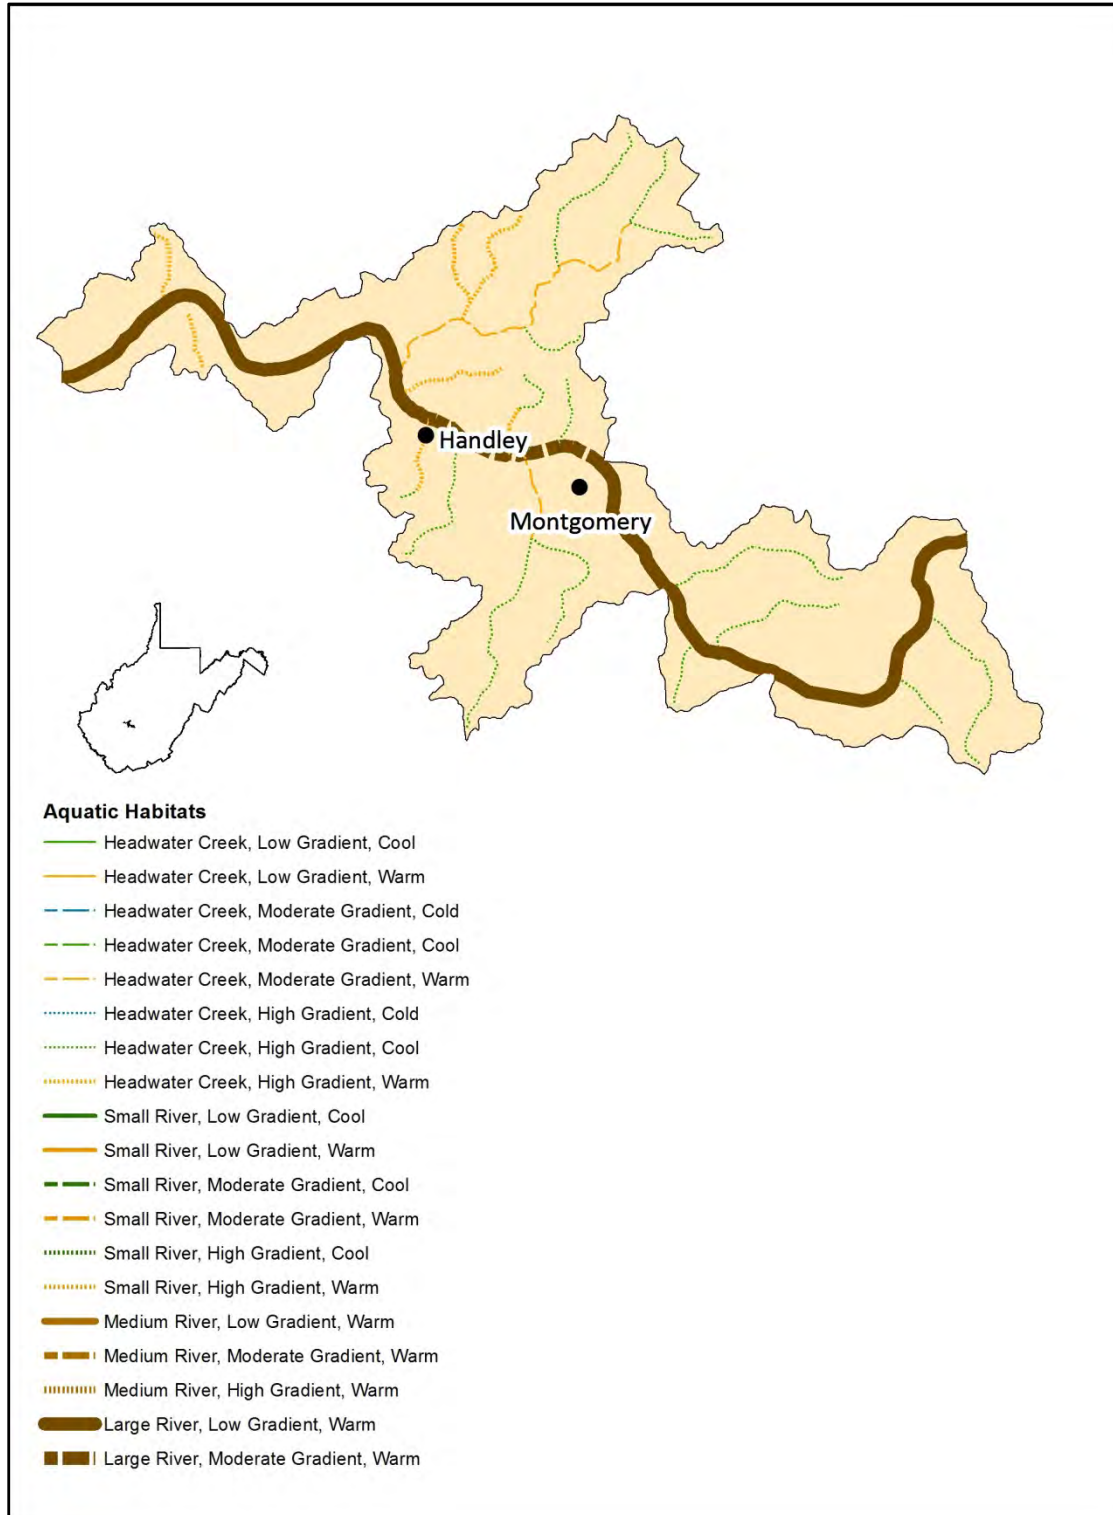 Handley
Montgomery
Aquatic Habitats
Headwater Creek, Low Gradient, Cool
Headwater Creek, Low Gradient, Warm
Headwater Creek, Moderate Gradient, Cold
Headwater Creek, Moderate Gradient, Cool
Headwater Creek, Moderate Gradient, Warm
Headwater Creek, High Gradient, Cold
Headwater Creek, High Gradient, Cool
Headwater Creek, High Gradient, Warm
Small River, Low Gradient, Cool
Small River, Low Gradient, Warm
Small River, Moderate Gradient, Cool
Small River, Moderate Gradient, Warm
Small River, High Gradient, Cool
Small River, High Gradient, Warm
Medium River, Low Gradient, Warm
Medium River, Moderate Gradient, Warm
Medium River, High Gradient, Warm
Large River, Low Gradient, Warm
Large River, Moderate Gradient, Warm